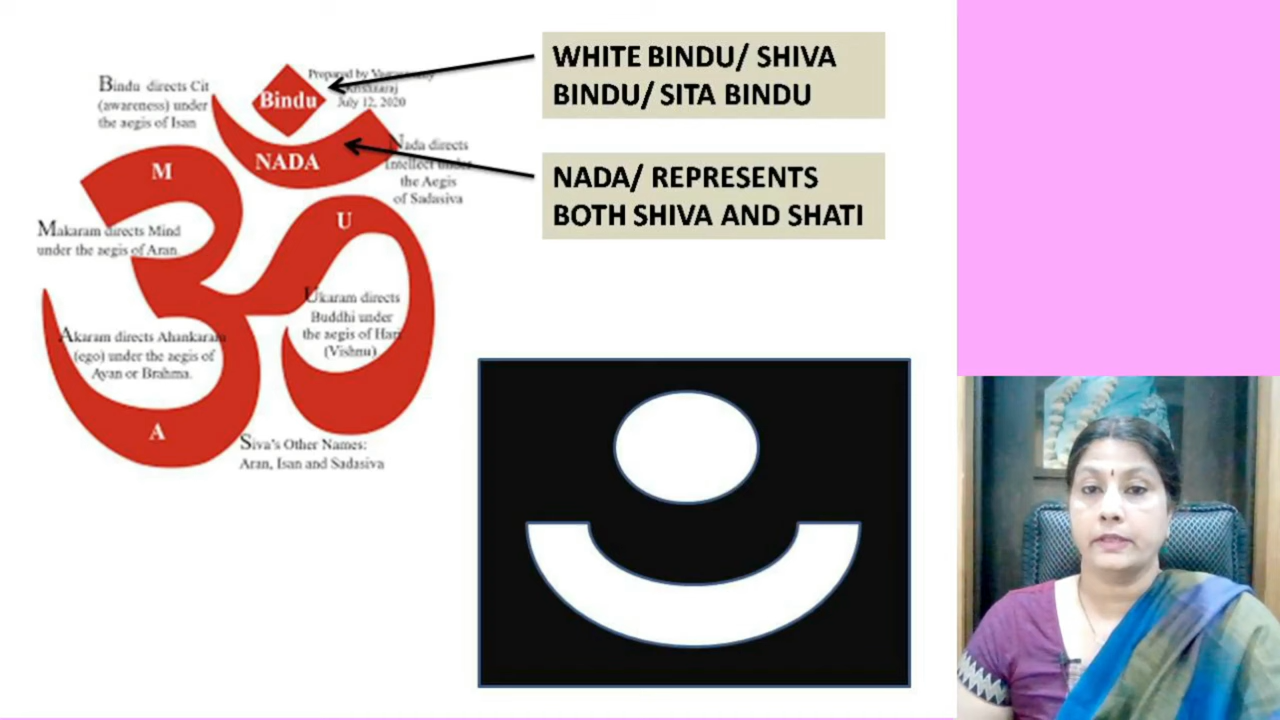 WHITE BINDU/ SHIVA
BINDU/ SITA BINDU
NADA/ REPRESENTS
BOTH SHIVA AND SHATI
Bindu directs Cit
(awareness) under
the aegis of Isan
Prepared by
July 12, 2020
Bindu
NADA
Nada directs
Intellect under
the Aegis
of Sadasiva
M
U
Makaram directs Mind
under the aegis of Aran.
Ukaram directs
Buddhi under
the aegis of Hari
(Vishnu)
Akaram directs Ahankaram
(ego) under the aegis of
Ayan or Brahma.
A
Siva's Other Names:
Aran, Isan and Sadasiva